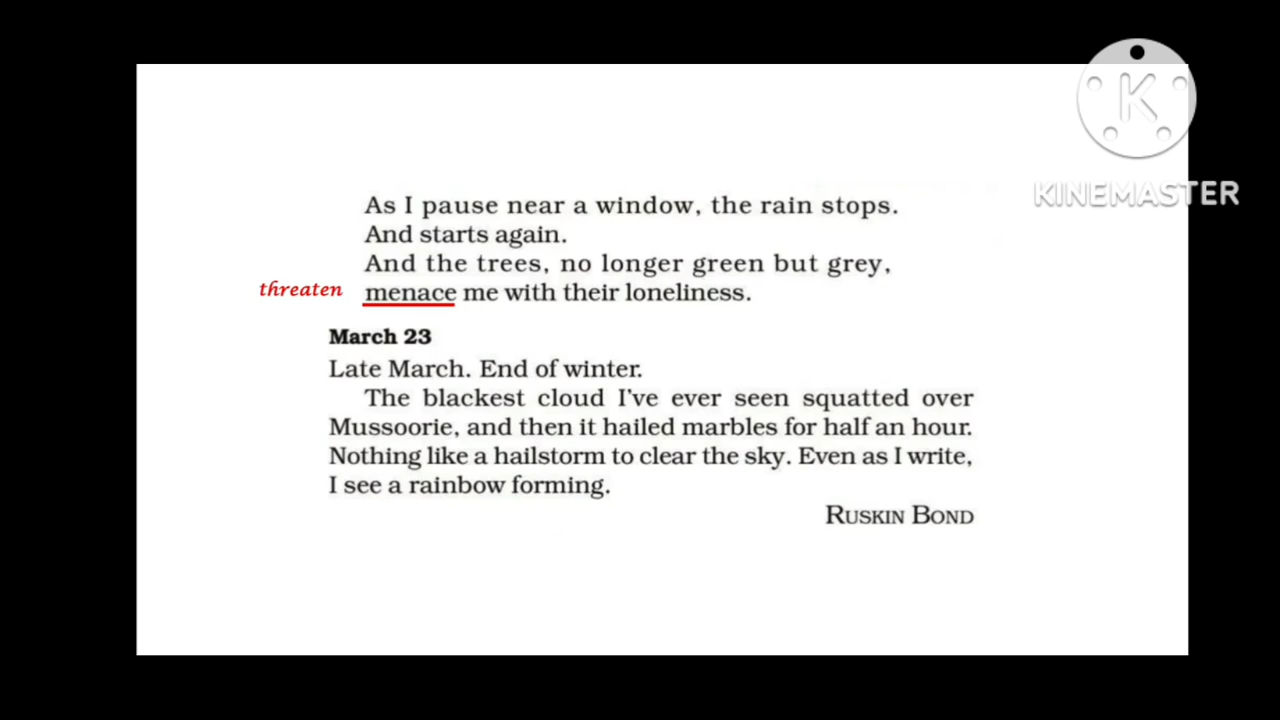 K
KINEMASTER
As I pause near a window, the rain stops.
And starts again.
And the trees, no longer green but grey,
threaten menace me with their loneliness.
March 23
Late March. End of winter.
The blackest cloud I've ever seen squatted over
Mussoorie, and then it hailed marbles for half an hour.
Nothing like a hailstorm to clear the sky. Even as I write,
I see a rainbow forming.
RUSKIN BOND